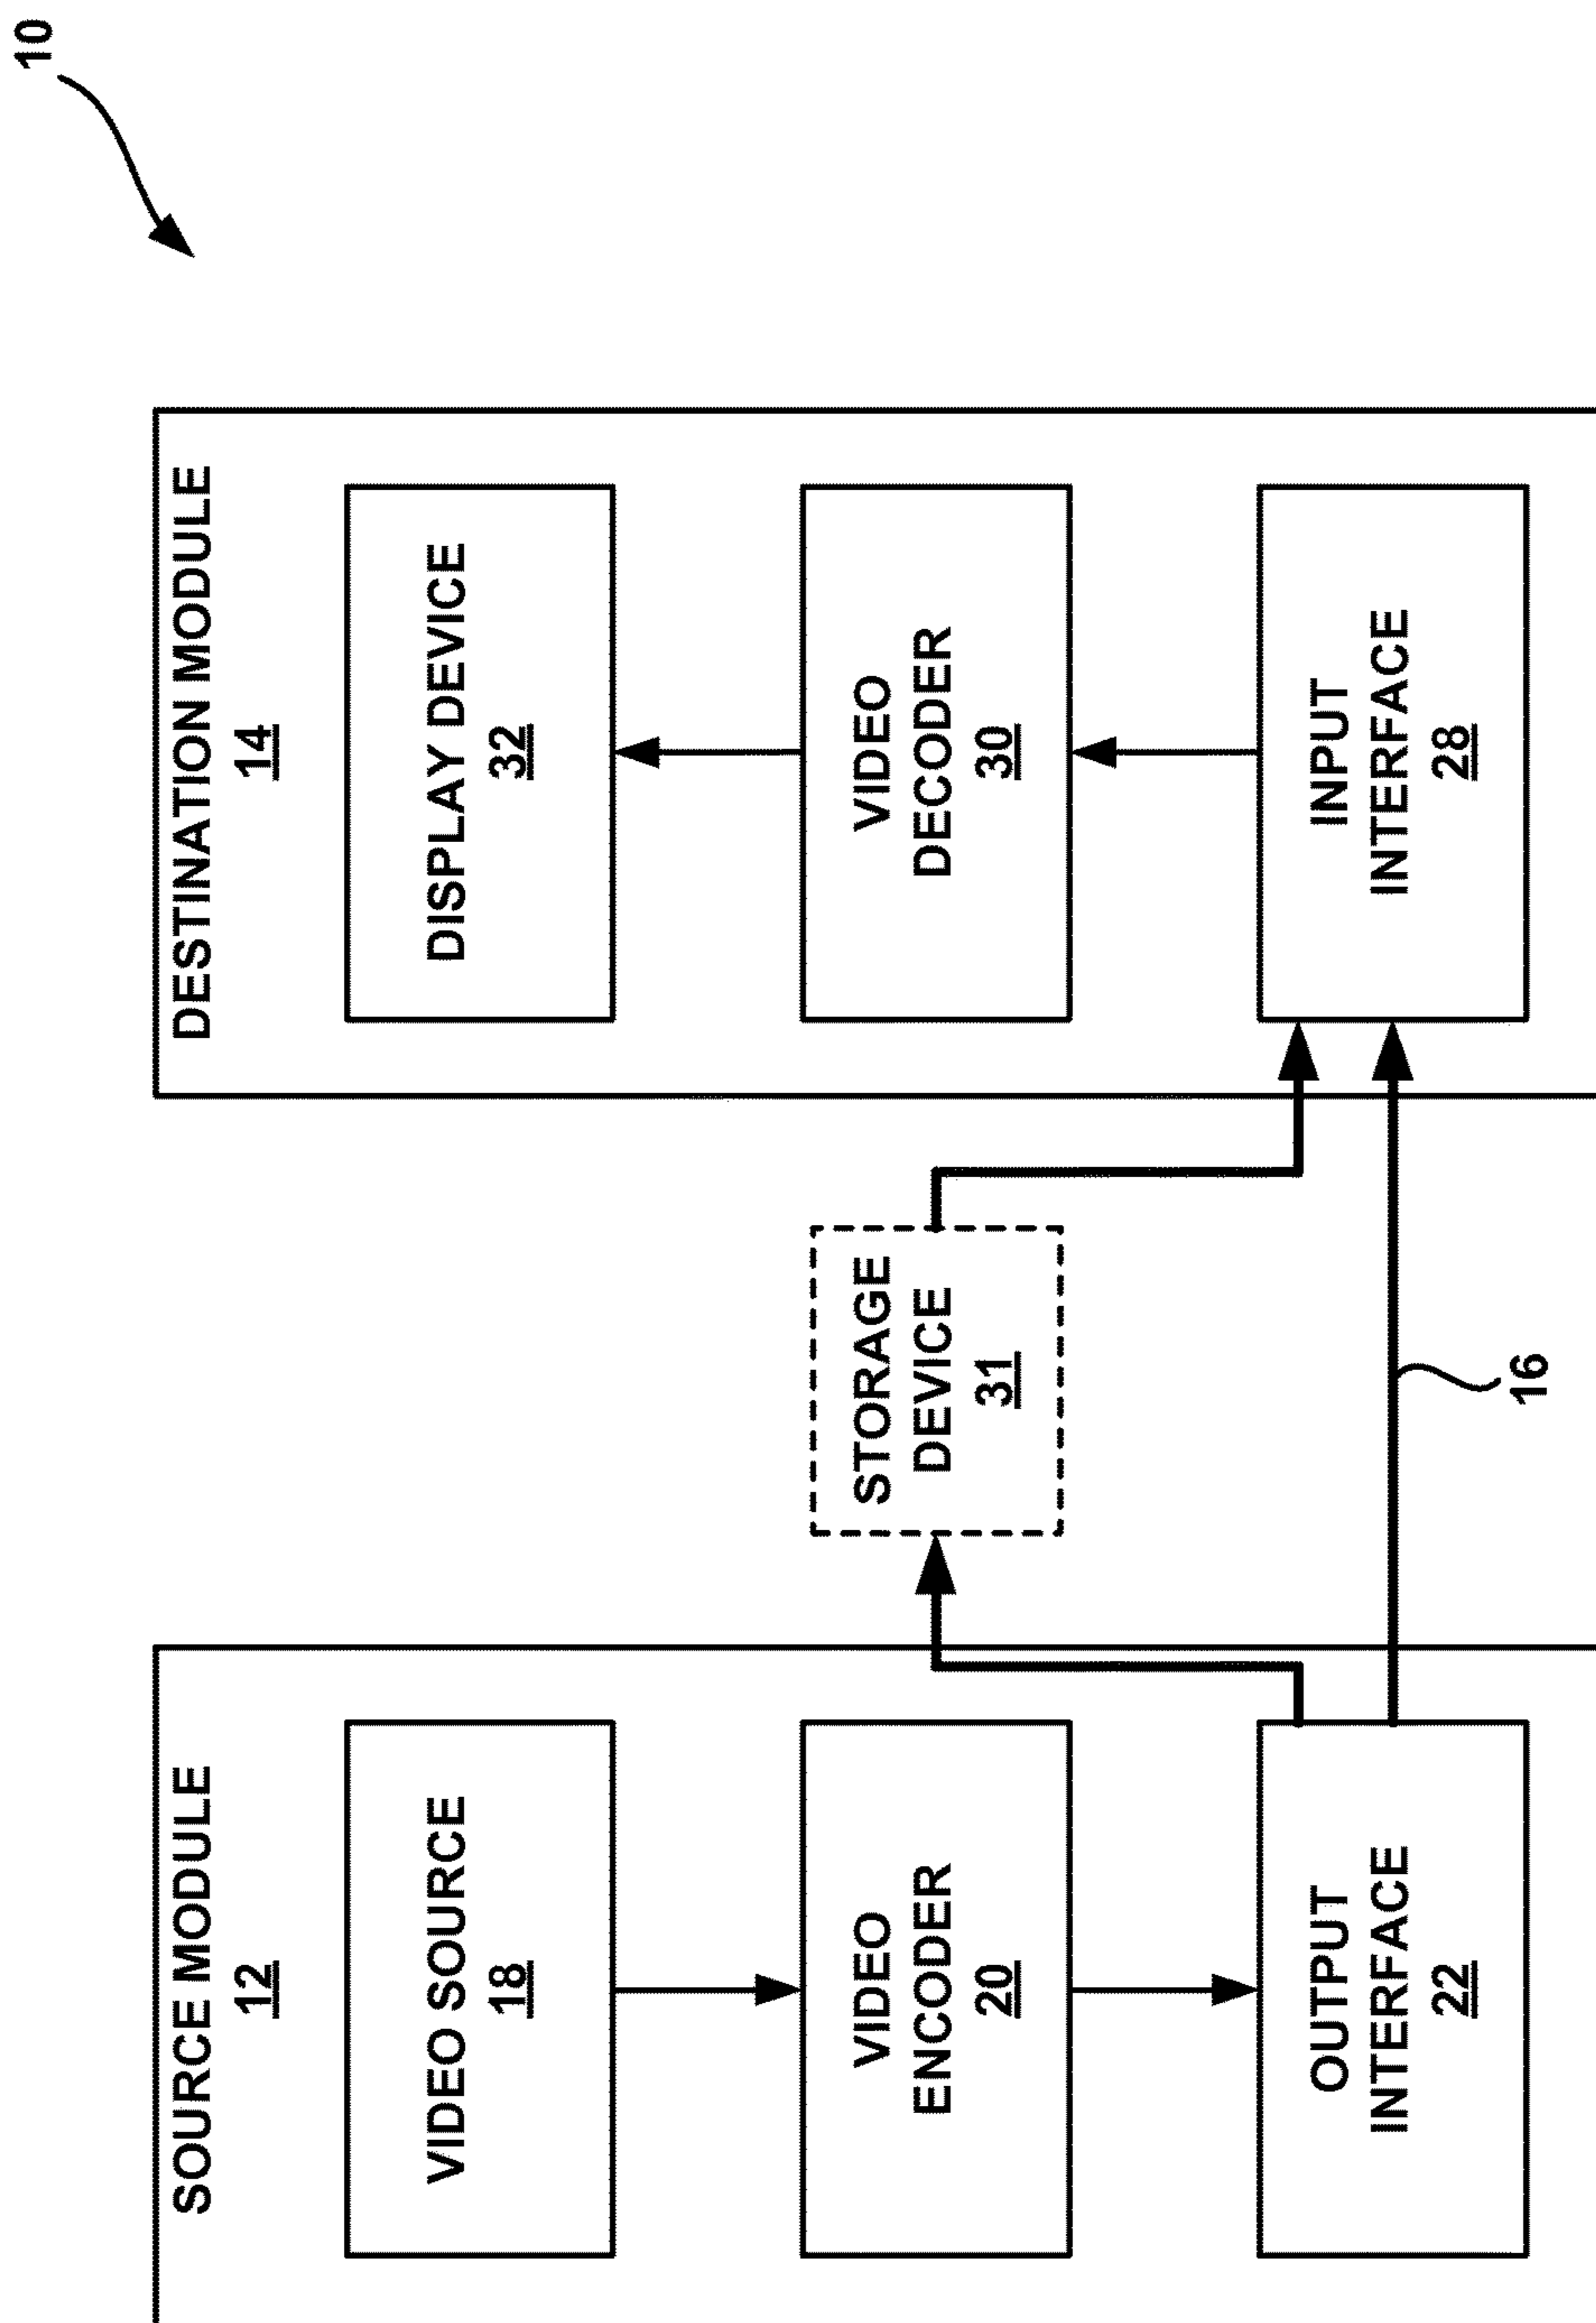 10
SOURCE MODULE
12
VIDEO SOURCE
18
VIDEO
ENCODER
20
OUTPUT
INTERFACE
22
STORAGE
DEVICE
31
16
DESTINATION MODULE
14
DISPLAY DEVICE
32
VIDEO
DECODER
30
INPUT
INTERFACE
28